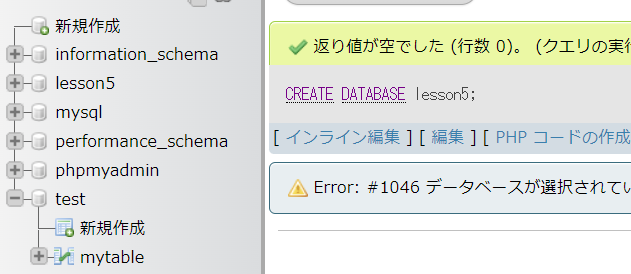 新規作成
information_schema
lesson5
mysql
performance_schema
phpmyadmin
test
新規作成
mytable
返り値が空でした (行数 0)。 (クエリの実行
CREATE DATABASE lesson5;
[ インライン編集 ] [ 編集 ] [ PHP コードの作成
Error: #1046 データベースが選択されてい